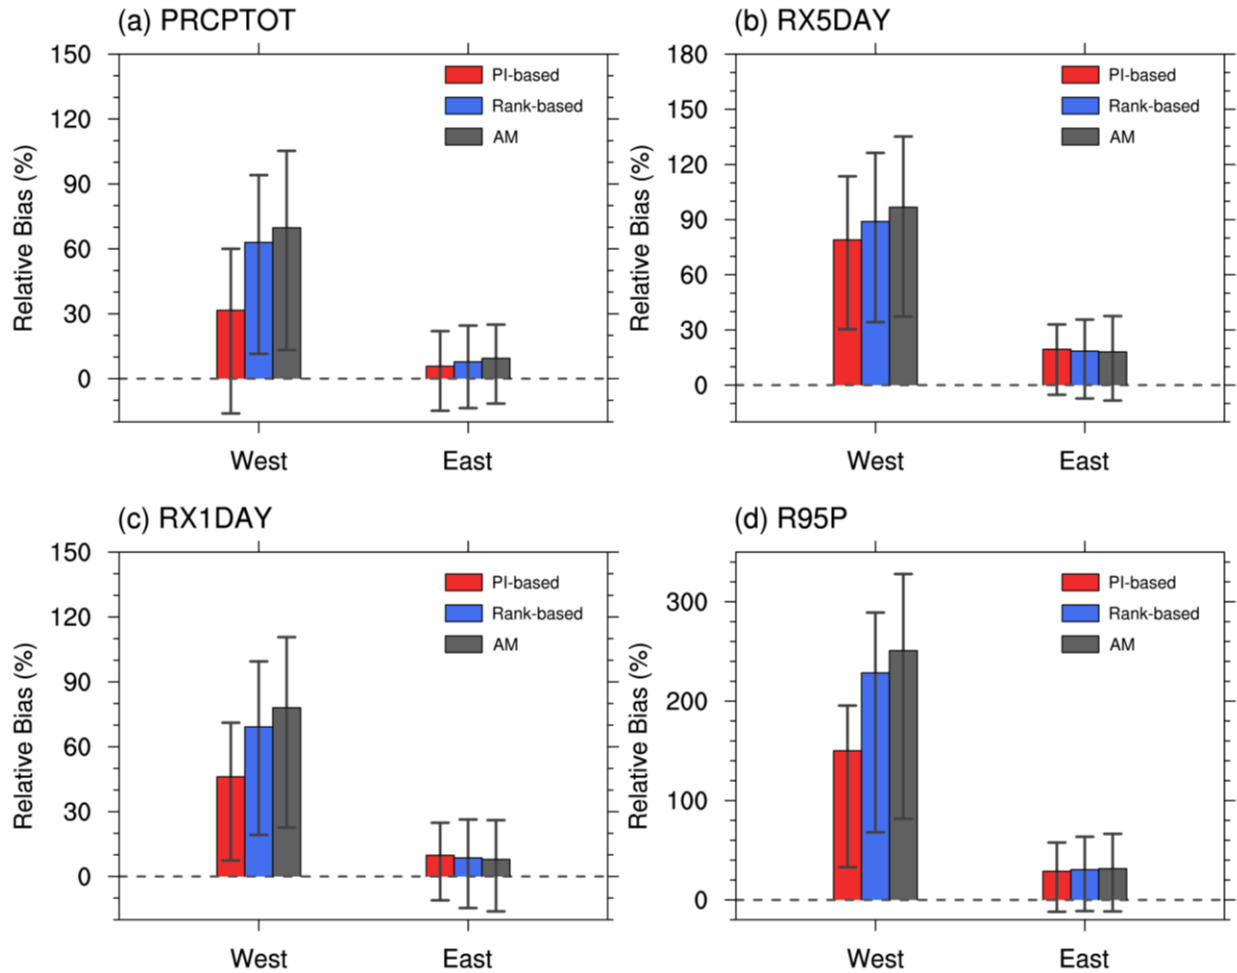 (a) PRCPTOT
150
120
90
60
30
0
Relative Bias (%)
PI-based
Rank-based
AM
West
East
(b) RX5DAY
180
150
120
90
60
30
0
Relative Bias (%)
PI-based
Rank-based
AM
West
East
(c) RX1DAY
150
120
90
60
30
0
Relative Bias (%)
PI-based
Rank-based
AM
West
East
(d) R95P
300
200
100
0
Relative Bias (%)
PI-based
Rank-based
AM
West
East